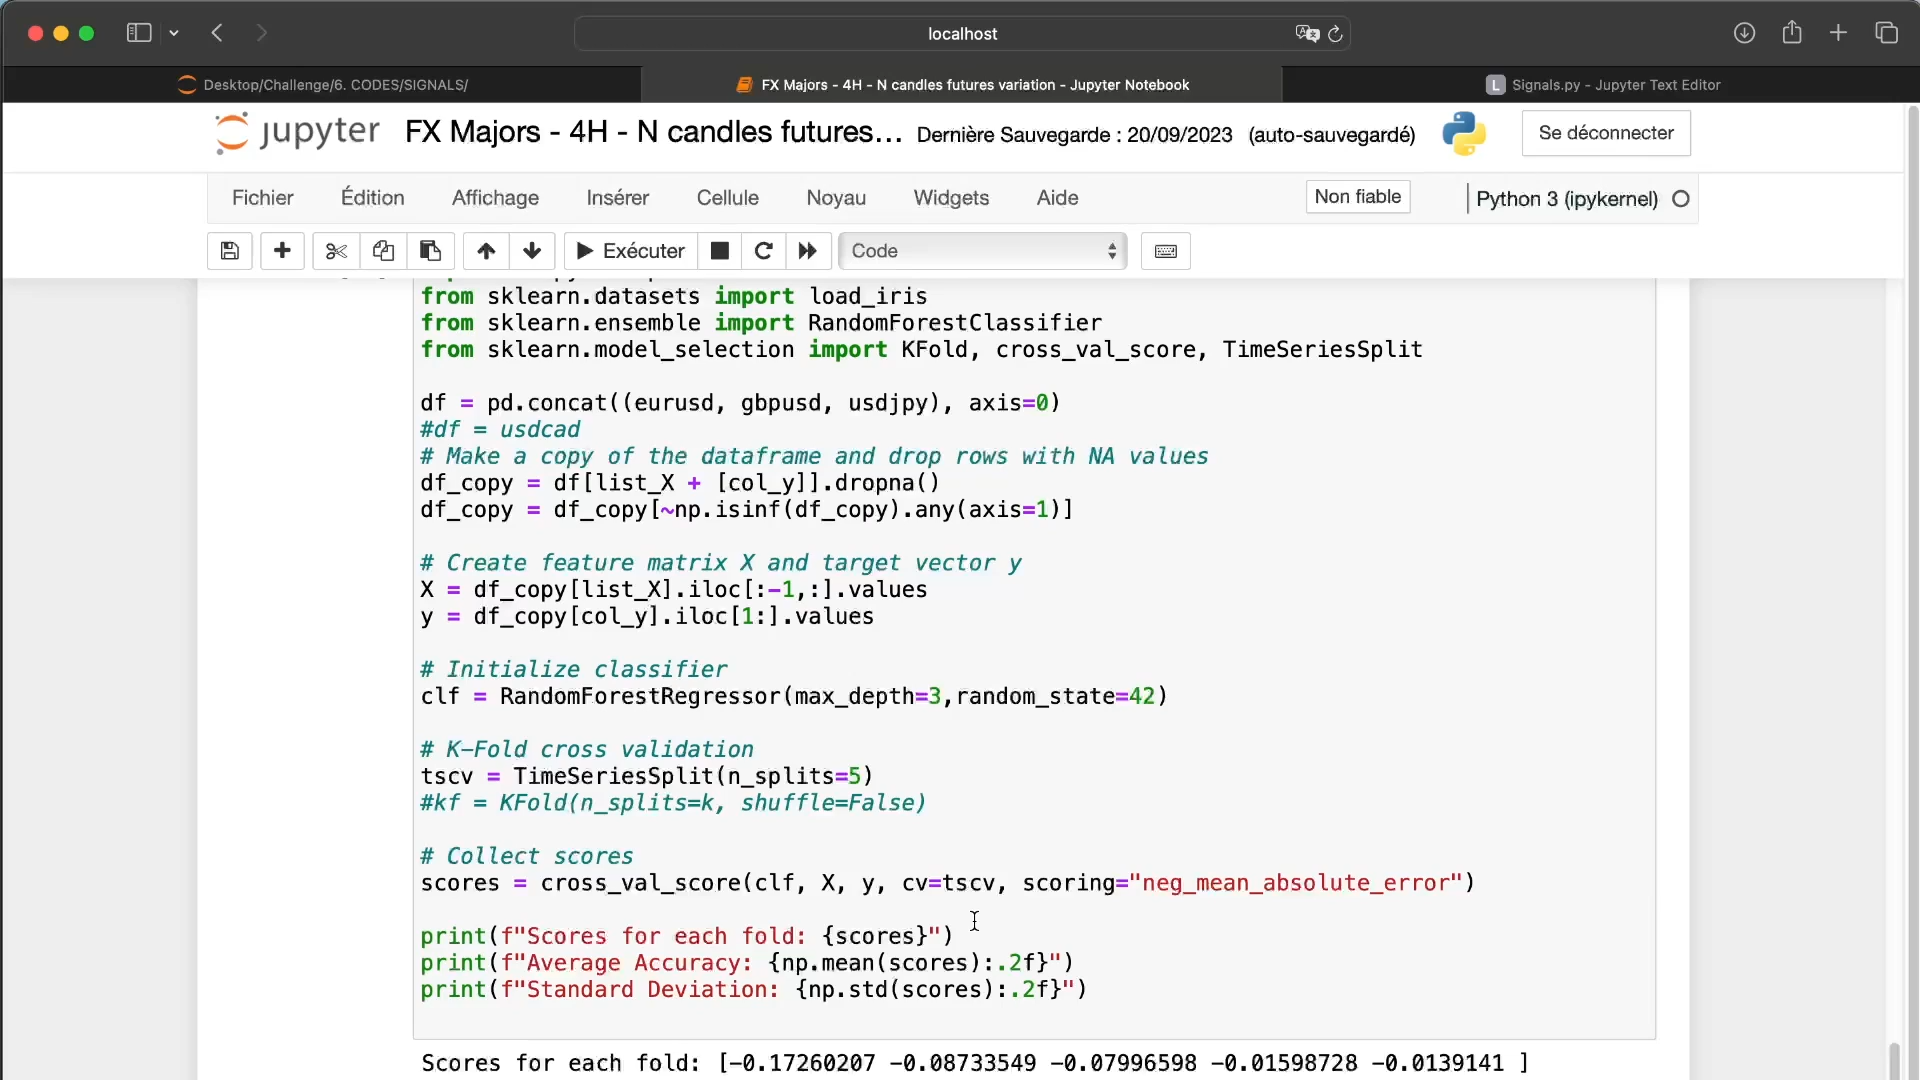 localhost
Desktop/Challenge/6. CODES/SIGNALS/
FX Majors - 4H - N candles futures variation - Jupyter Notebook
L Signals.py - Jupyter Text Editor
jupyter FX Majors - 4H - N candles futures... Dernière Sauvegarde : 20/09/2023 (auto-sauvegardé)
Se déconnecter
Fichier Édition Affichage Insérer Cellule Noyau Widgets Aide
Non fiable
Python 3 (ipykernel)
Exécuter
Code
from sklearn.datasets import load_iris
from sklearn.ensemble import RandomForestClassifier
from sklearn.model_selection import KFold, cross_val_score, TimeSeriesSplit
df = pd.concat((eurusd, gbpusd, usdjpy), axis=0)
#df = usdcad
# Make a copy of the dataframe and drop rows with NA values
df_copy = df[list_X + [col_y]].dropna()
df_copy = df_copy[~np.isinf(df_copy).any(axis=1)]
# Create feature matrix X and target vector y
X = df_copy[list_X].iloc[:-1,:].values
y = df_copy[col_y].iloc[1:].values
# Initialize classifier
clf = RandomForestRegressor(max_depth=3,random_state=42)
# K-Fold cross validation
tscv = TimeSeriesSplit(n_splits=5)
#kf = KFold(n_splits=k, shuffle=False)
# Collect scores
scores = cross_val_score(clf, X, y, cv=tscv, scoring="neg_mean_absolute_error")
print(f"Scores for each fold: {scores}")
print(f"Average Accuracy: {np.mean(scores):.2f}")
print(f"Standard Deviation: {np.std(scores):.2f}")
Scores for each fold: [-0.17260207 -0.08733549 -0.07996598 -0.01598728 -0.0139141 ]